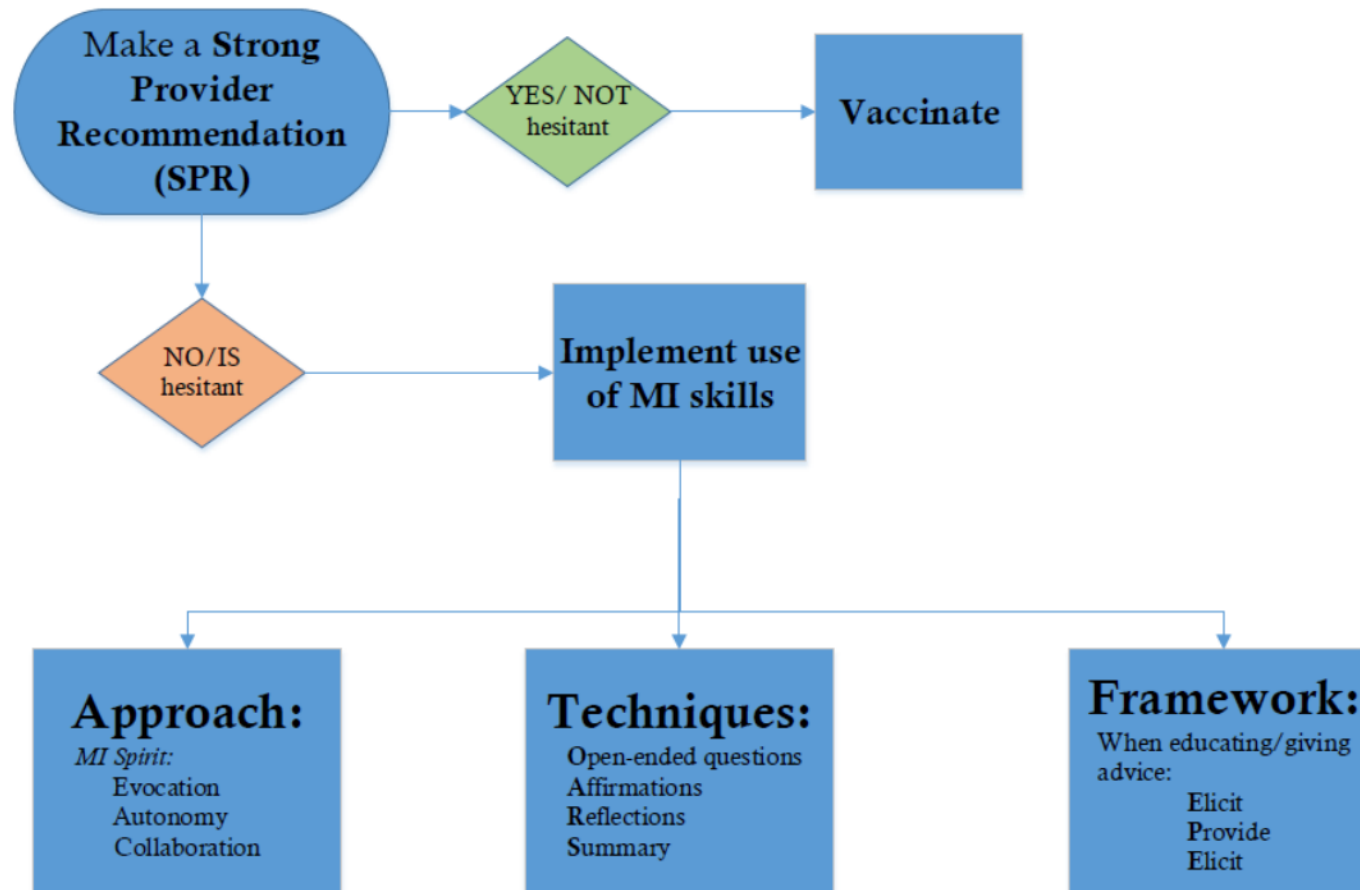 Make a Strong
Provider
Recommendation
(SPR)
YES/ NOT
hesitant
Vaccinate
NO/IS
hesitant
Implement use
of MI skills
Approach:
MI Spirit:
Evocation
Autonomy
Collaboration
Techniques:
Open-ended questions
Affirmations
Reflections
Summary
Framework:
When educating/giving
advice:
Elicit
Provide
Elicit